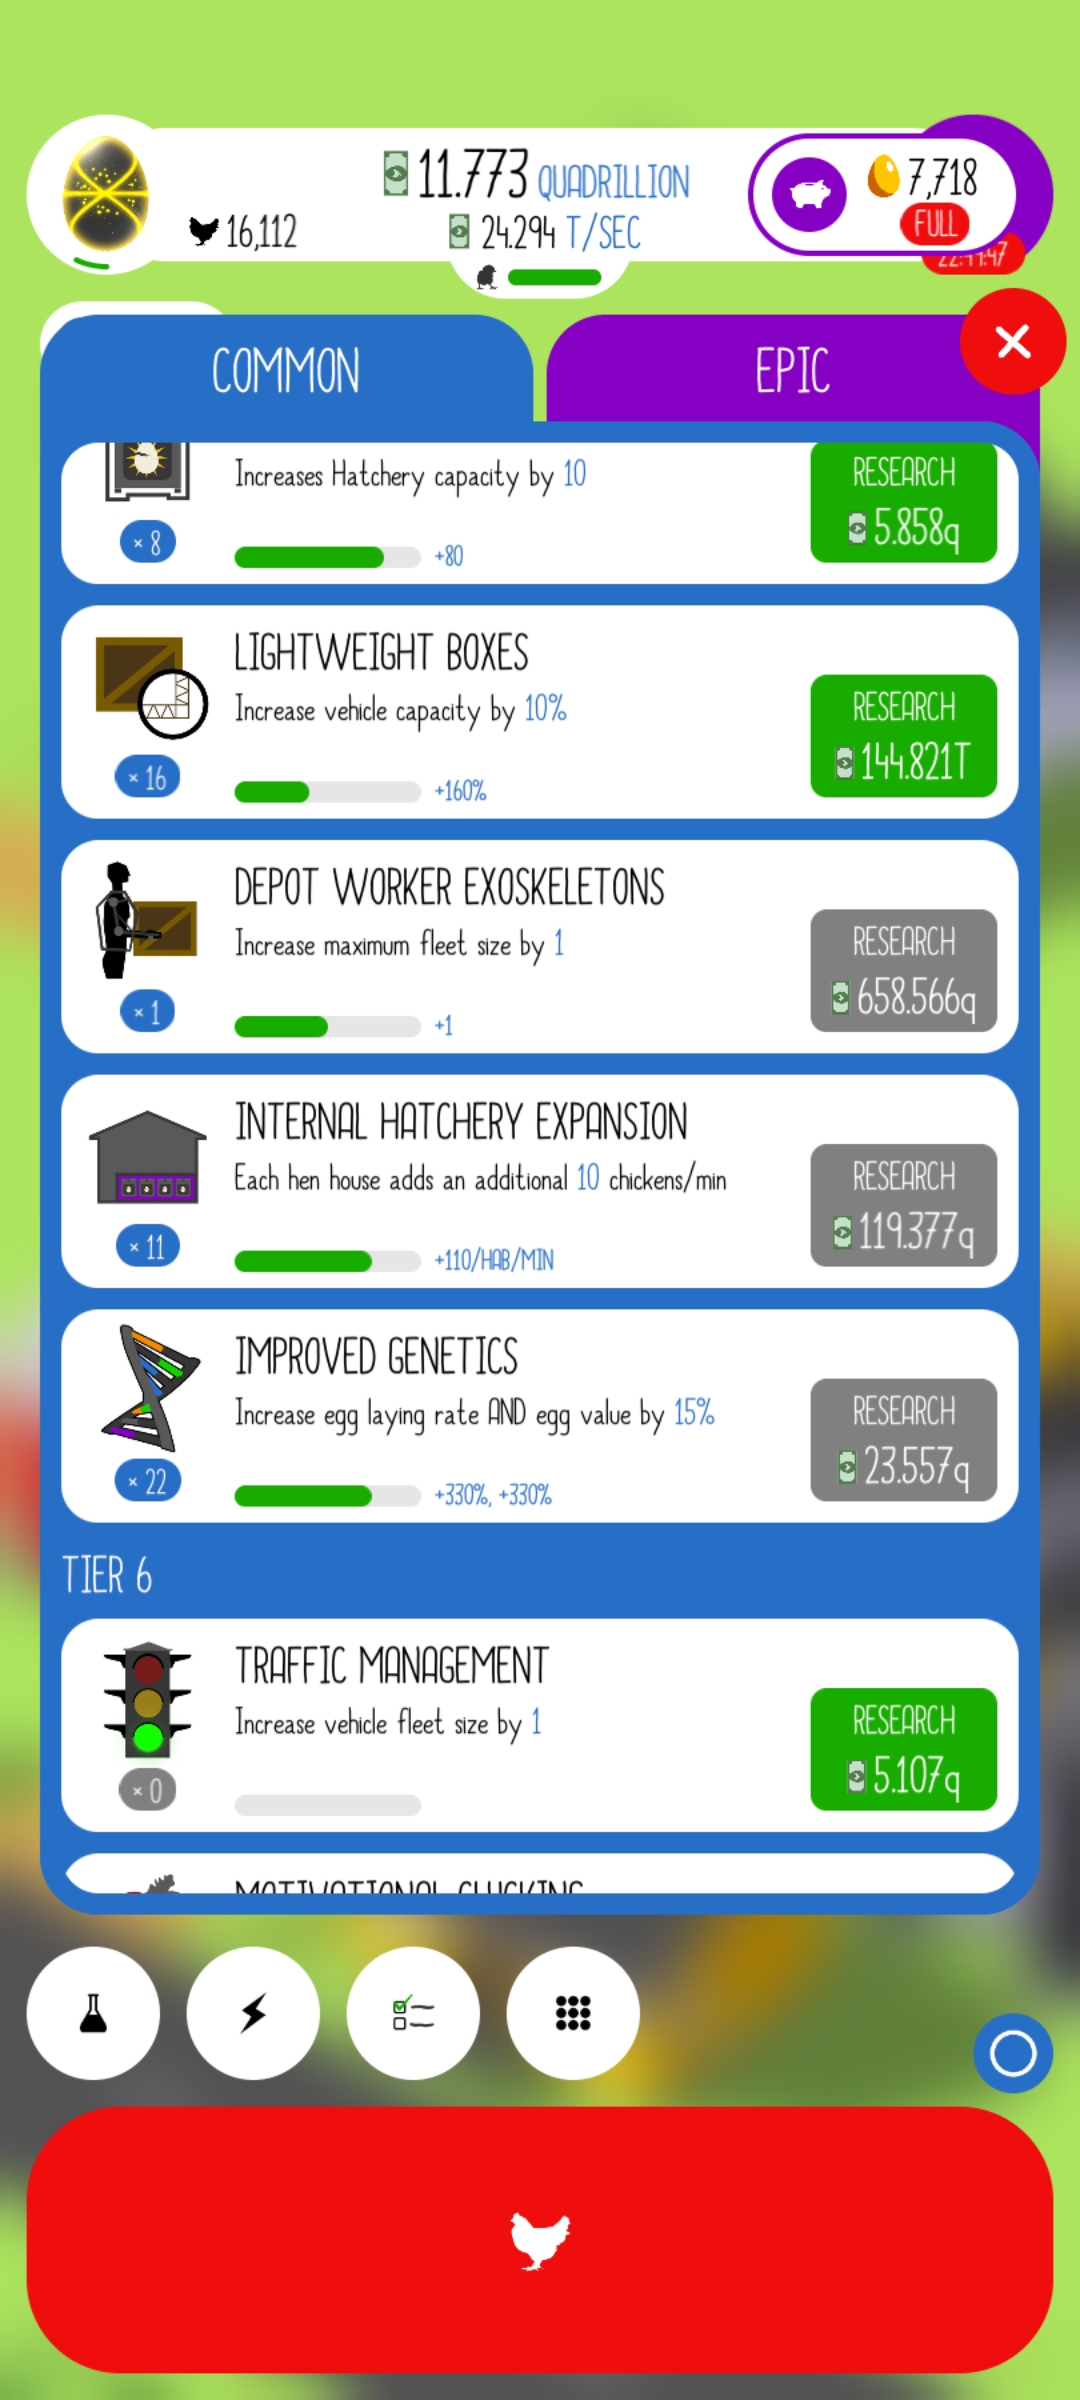 11.773 QUADRILLION
7,718
16,112
24.294 T/SEC
FULL
COMMON
EPIC
Increases Hatchery capacity by 10
RESEARCH
5.858q
× 8
+80
LIGHTWEIGHT BOXES
Increase vehicle capacity by 10%
RESEARCH
144.821T
× 16
+160%
DEPOT WORKER EXOSKELETONS
Increase maximum fleet size by 1
RESEARCH
658.566q
× 1
+1
INTERNAL HATCHERY EXPANSION
Each hen house adds an additional 10 chickens/min
RESEARCH
119.377q
× 11
+110/HAB/MIN
IMPROVED GENETICS
Increase egg laying rate AND egg value by 15%
RESEARCH
23.557q
× 22
+330%, +330%
TIER 6
TRAFFIC MANAGEMENT
Increase vehicle fleet size by 1
RESEARCH
5.107q
× 0
MOTIVATIONAL CLUCKING